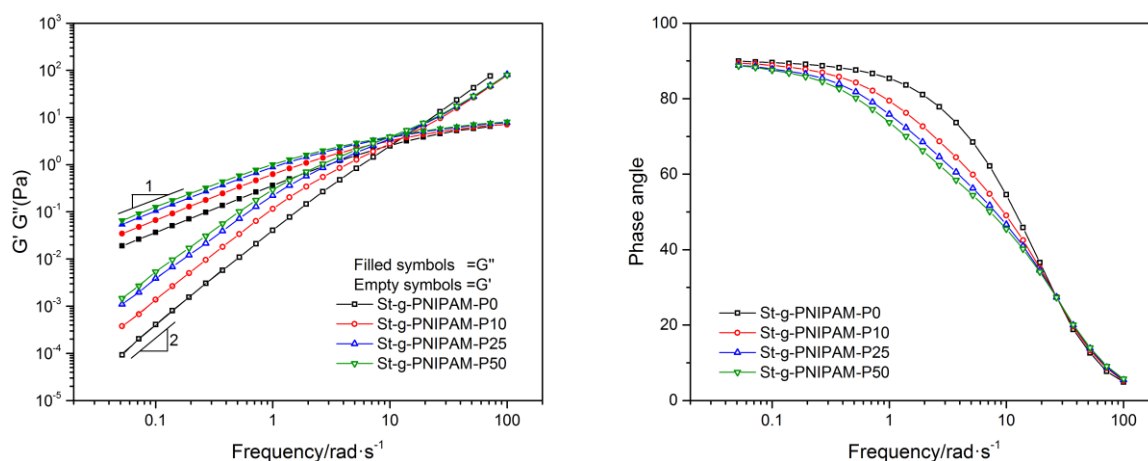 10³
10²
10¹
10⁰
10⁻¹
10⁻²
10⁻³
10⁻⁴
10⁻⁵
G' G''(Pa)
1
2
Filled symbols =G''
Empty symbols =G'
St-g-PNIPAM-P0
St-g-PNIPAM-P10
St-g-PNIPAM-P25
St-g-PNIPAM-P50
0.1 1 10 100
Frequency/rad·s⁻¹
100
80
60
40
20
0
Phase angle
St-g-PNIPAM-P0
St-g-PNIPAM-P10
St-g-PNIPAM-P25
St-g-PNIPAM-P50
0.1 1 10 100
Frequency/rad·s⁻¹